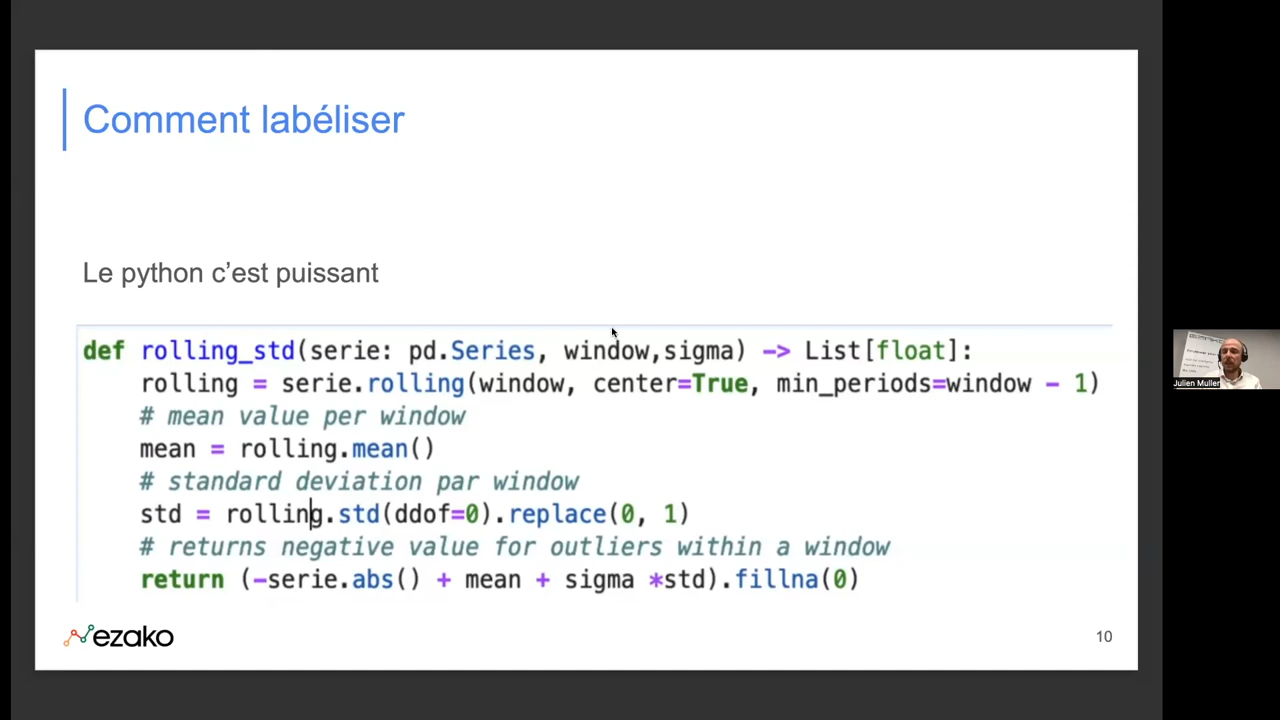 Comment labéliser
Le python c’est puissant
def rolling_std(serie: pd.Series, window,sigma) -> List[float]:
    rolling = serie.rolling(window, center=True, min_periods=window - 1)
    # mean value per window
    mean = rolling.mean()
    # standard deviation par window
    std = rolling.std(ddof=0).replace(0, 1)
    # returns negative value for outliers within a window
    return (-serie.abs() + mean + sigma *std).fillna(0)
ezako
10
Julien Muller